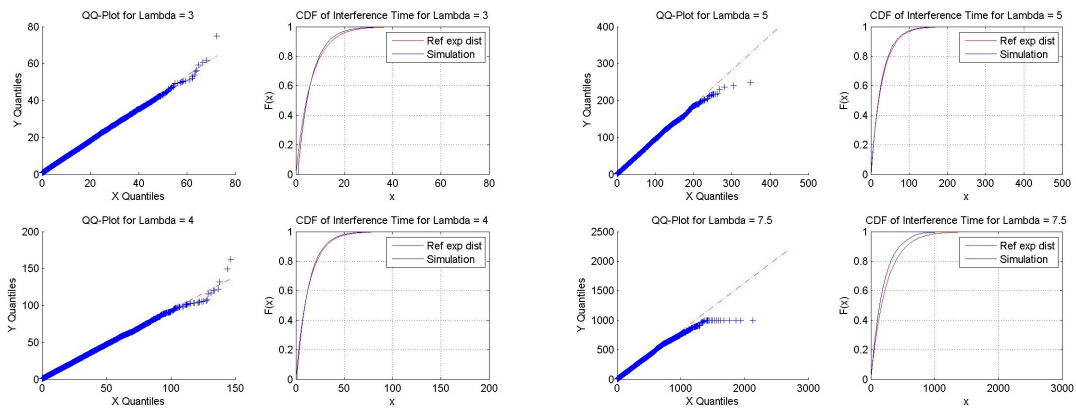 QQ-Plot for Lambda = 3
80
60
40
20
0
Y Quantiles
0 20 40 60 80
X Quantiles
CDF of Interference Time for Lambda = 3
1
0.8
0.6
0.4
0.2
0
F(x)
Ref exp dist
Simulation
0 20 40 60 80
x
QQ-Plot for Lambda = 5
400
300
200
100
0
Y Quantiles
0 100 200 300 400 500
X Quantiles
CDF of Interference Time for Lambda = 5
1
0.8
0.6
0.4
0.2
0
F(x)
Ref exp dist
Simulation
0 100 200 300 400 500
x
QQ-Plot for Lambda = 4
200
150
100
50
0
Y Quantiles
0 50 100 150
X Quantiles
CDF of Interference Time for Lambda = 4
1
0.8
0.6
0.4
0.2
0
F(x)
Ref exp dist
Simulation
0 50 100 150 200
x
QQ-Plot for Lambda = 7.5
2500
2000
1500
1000
500
0
Y Quantiles
0 1000 2000 3000
X Quantiles
CDF of Interference Time for Lambda = 7.5
1
0.8
0.6
0.4
0.2
0
F(x)
Ref exp dist
Simulation
0 1000 2000 3000
x